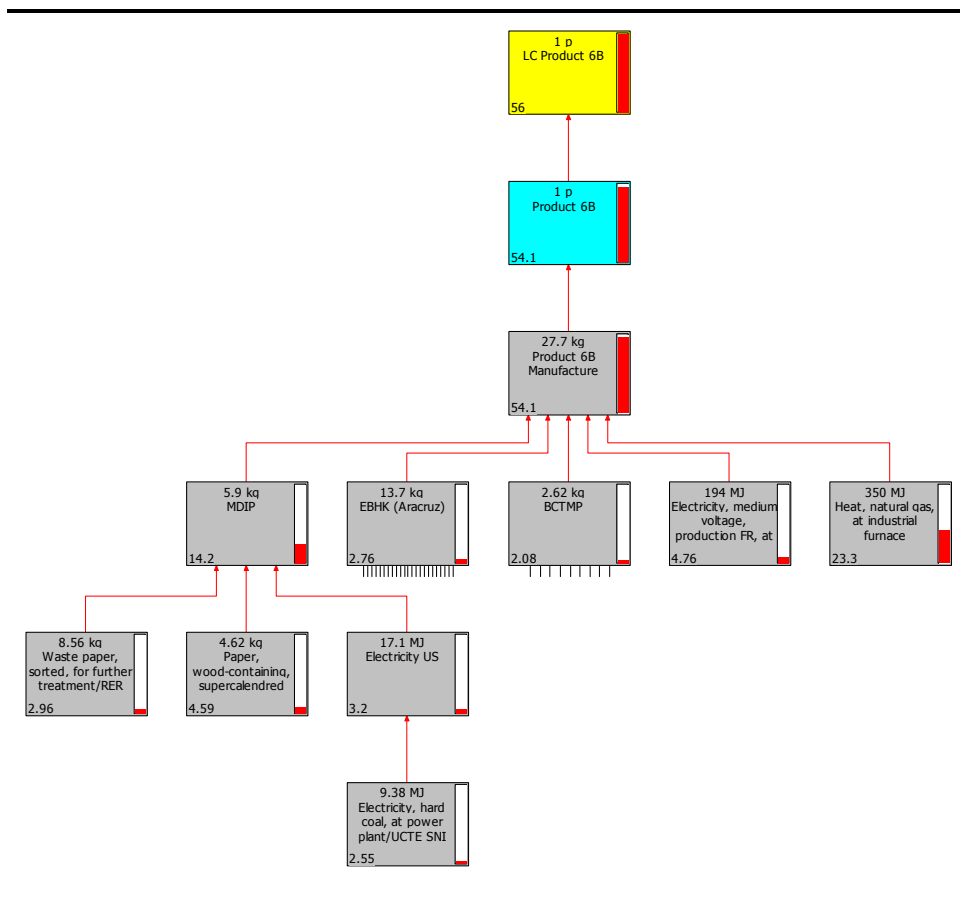 1 p
LC Product 6B
56
1 p
Product 6B
54.1
27.7 kg
Product 6B
Manufacture
54.1
5.9 kg
MDIP
14.2
13.7 kg
EBHK (Aracruz)
2.76
2.62 kg
BCTMP
2.08
194 MJ
Electricity, medium
voltage,
production FR, at
4.76
350 MJ
Heat, natural gas,
at industrial
furnace
23.3
8.56 kg
Waste paper,
sorted, for further
treatment/RER
2.96
4.62 kg
Paper,
wood-containing,
supercalendred
4.59
17.1 MJ
Electricity US
3.2
9.38 MJ
Electricity, hard
coal, at power
plant/UCTE SNI
2.55